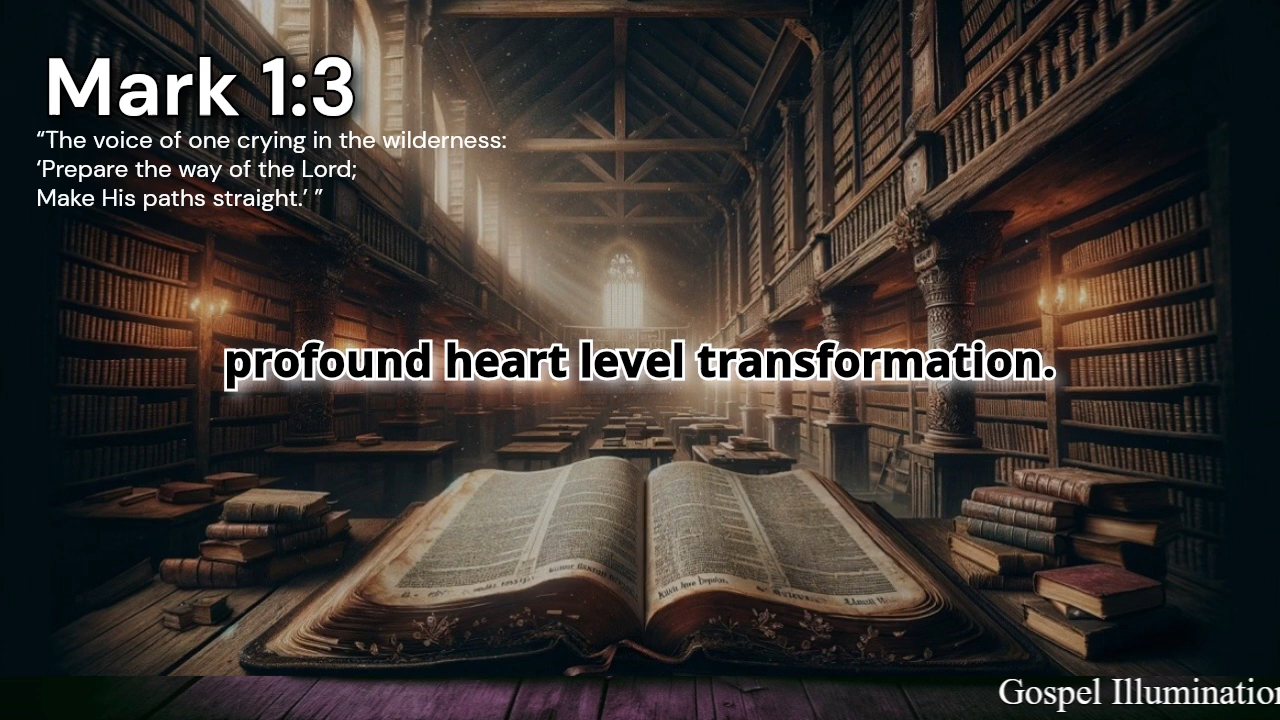 Mark 1:3
“The voice of one crying in the wilderness:
‘Prepare the way of the Lord;
Make His paths straight.’ ”
profound heart level transformation.
Gospel Illumination